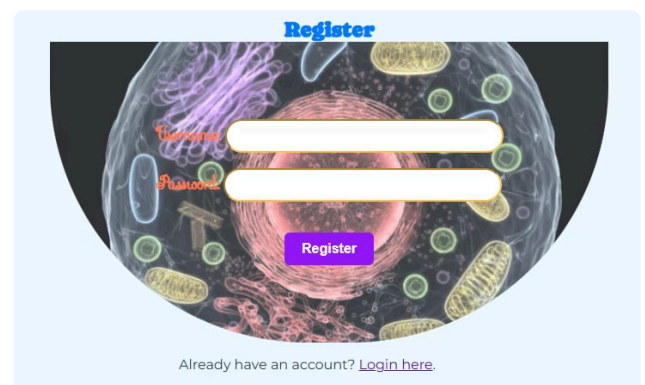 Register
Username:
Password:
Register
Already have an account? Login here.